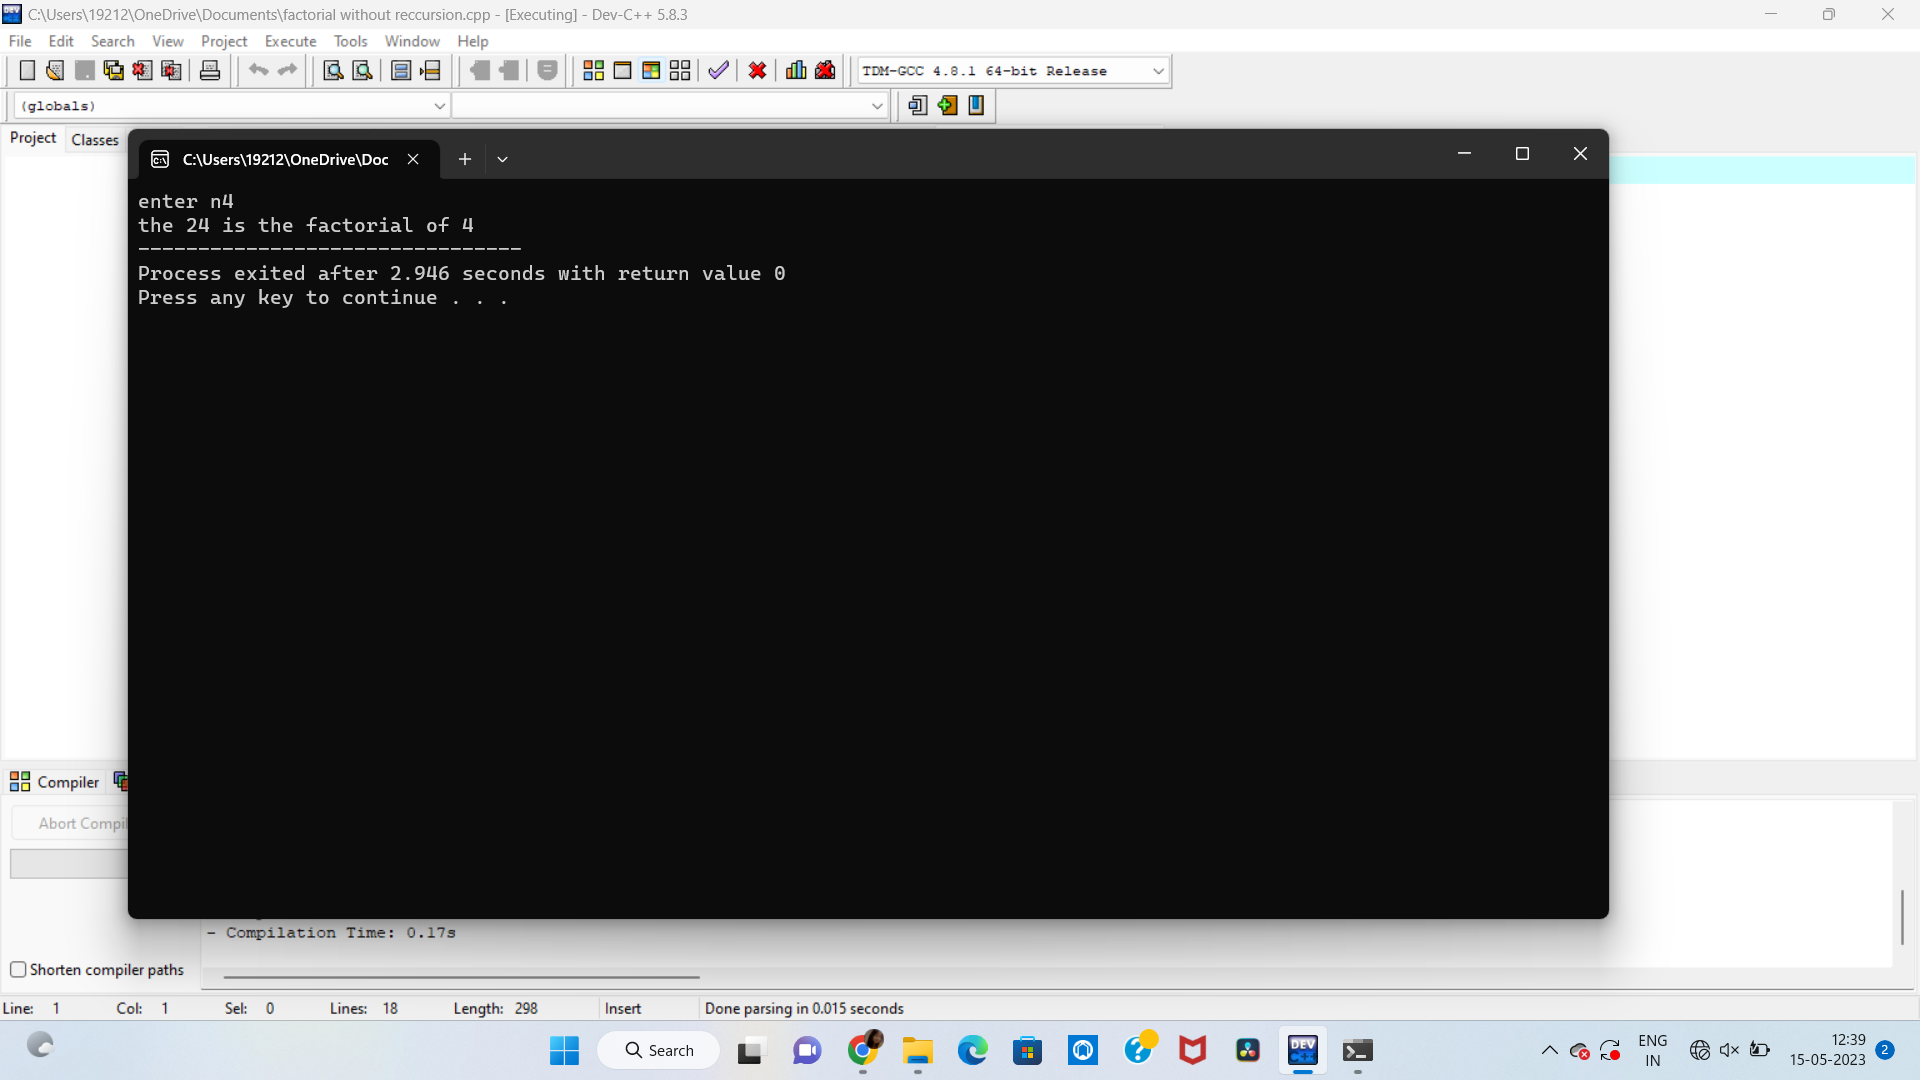 C:\Users\19212\OneDrive\Documents\factorial without reccursion.cpp - [Executing] - Dev-C++ 5.8.3
File Edit Search View Project Execute Tools Window Help
TDM-GCC 4.8.1 64-bit Release
(globals)
Project Classes
C:\Users\19212\OneDrive\Doc
enter n4
the 24 is the factorial of 4
--------------------------------
Process exited after 2.946 seconds with return value 0
Press any key to continue . . .
Compiler
Abort Compil
- Compilation Time: 0.17s
Shorten compiler paths
Line: 1 Col: 1 Sel: 0 Lines: 18 Length: 298 Insert Done parsing in 0.015 seconds
Search
DEV
ENG
IN
12:39
15-05-2023
2